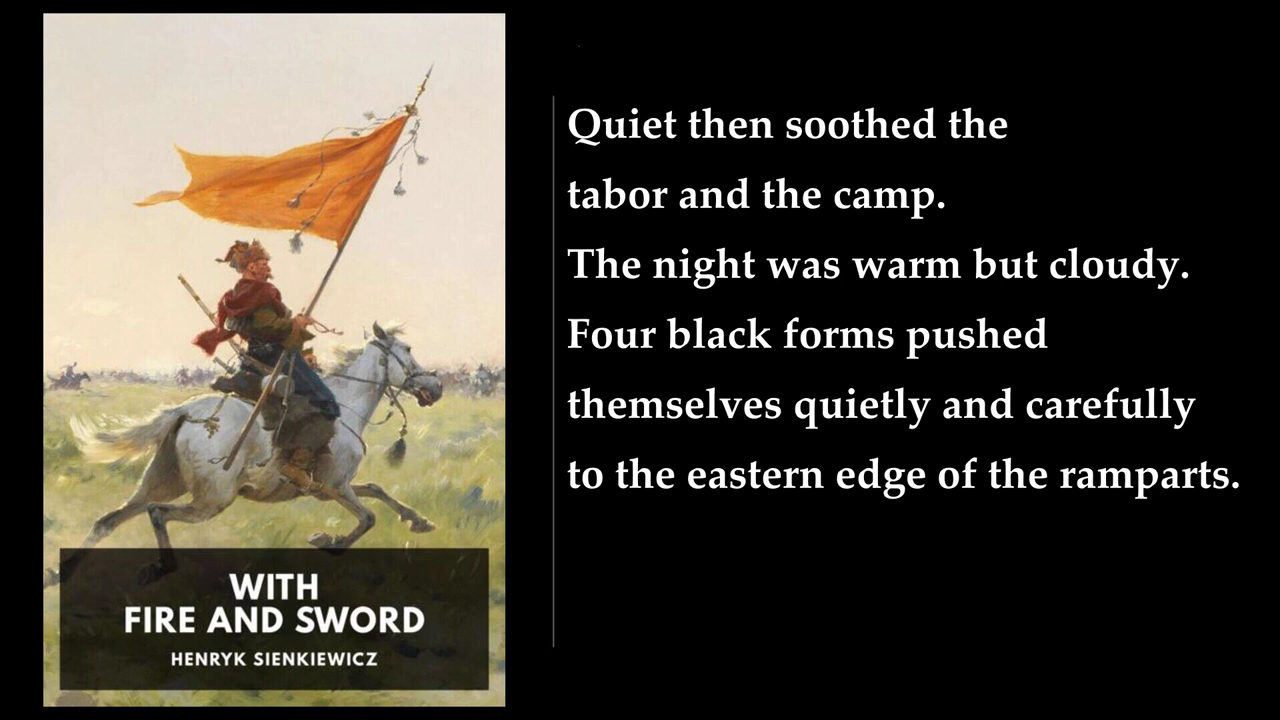 WITH
FIRE AND SWORD
HENRYK SIENKIEWICZ
Quiet then soothed the
tabor and the camp.
The night was warm but cloudy.
Four black forms pushed
themselves quietly and carefully
to the eastern edge of the ramparts.